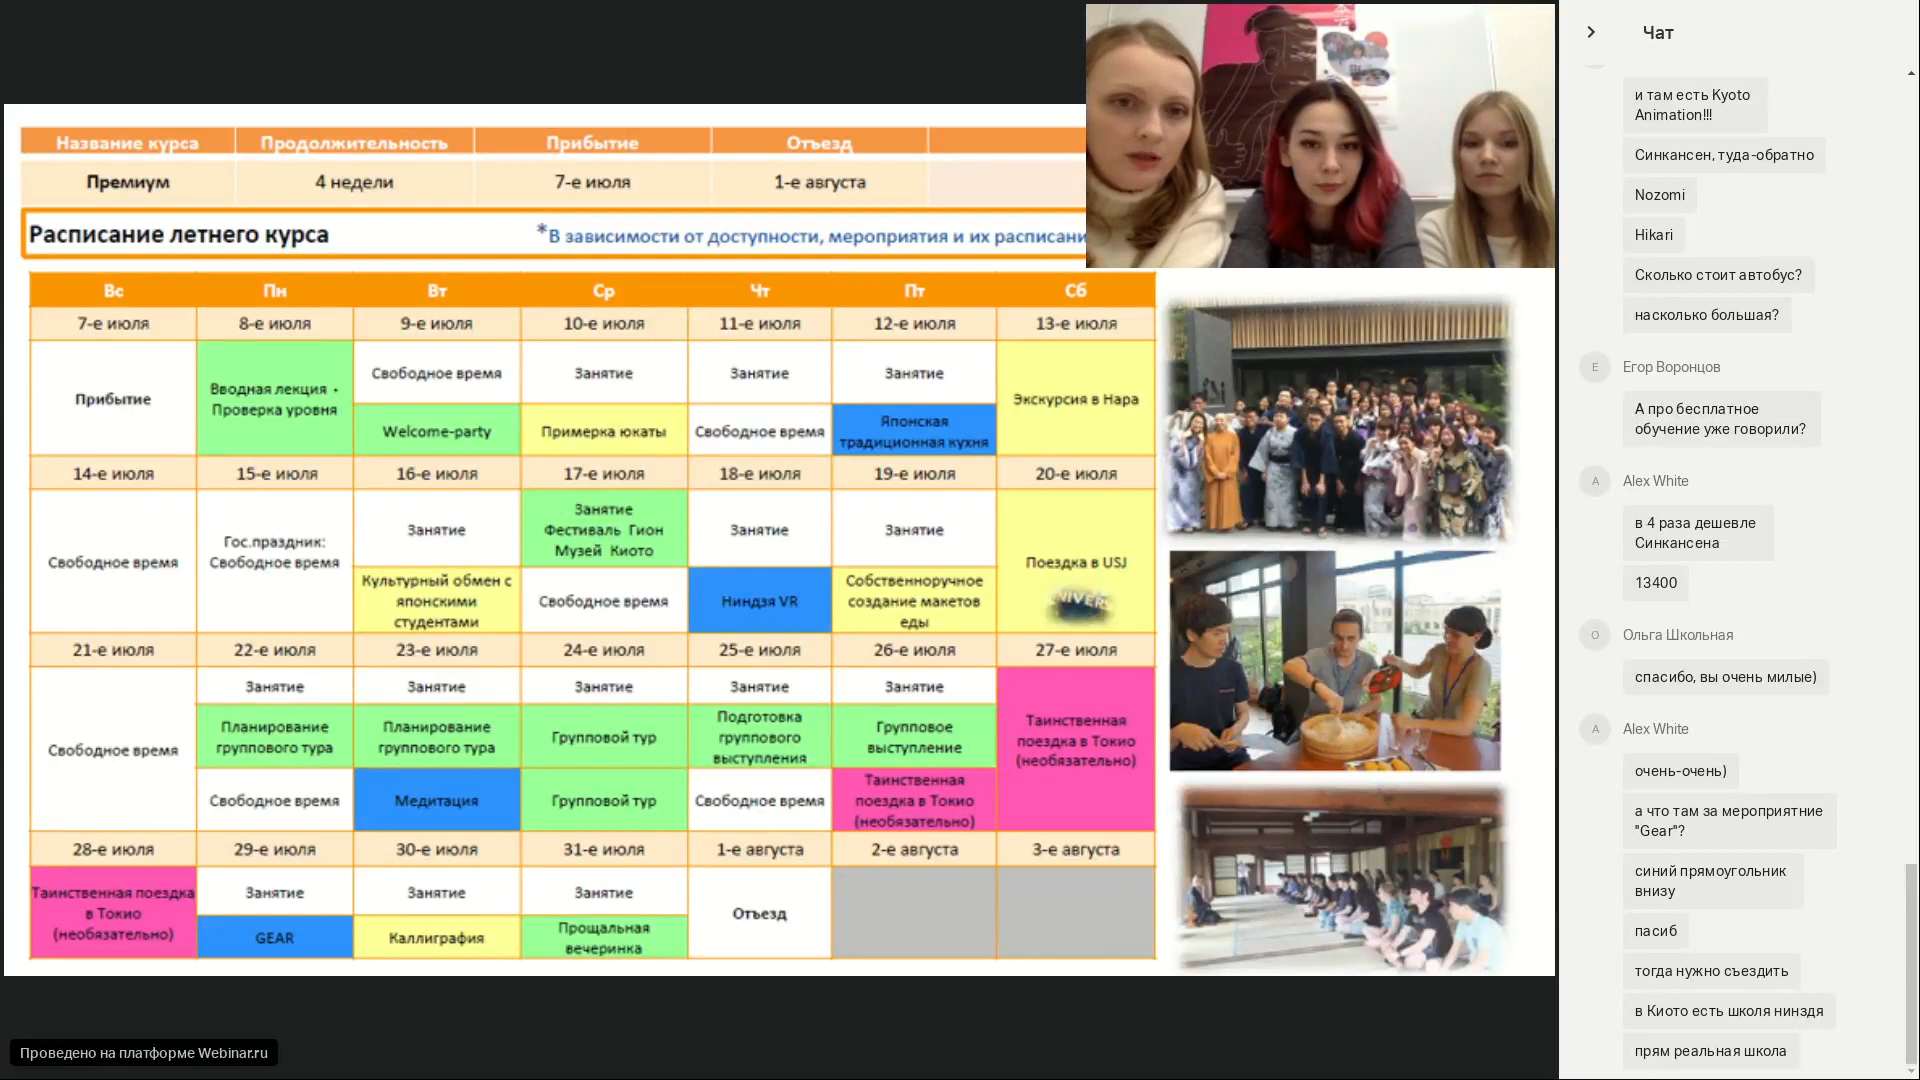 Название курса Продолжительность Прибытие Отъезд
Премиум 4 недели 7-е июля 1-е августа
Расписание летнего курса
*В зависимости от доступности, мероприятия и их расписани
Вс Пн Вт Ср Чт Пт Сб
7-е июля 8-е июля 9-е июля 10-е июля 11-е июля 12-е июля 13-е июля
Прибытие
Вводная лекция ・
Проверка уровня
Свободное время
Welcome-party
Занятие
Примерка юкаты
Занятие
Свободное время
Занятие
Японская
традиционная кухня
Экскурсия в Нара
14-е июля 15-е июля 16-е июля 17-е июля 18-е июля 19-е июля 20-е июля
Свободное время
Гос.праздник:
Свободное время
Занятие
Культурный обмен с
японскими
студентами
Занятие
Фестиваль Гион
Музей Киото
Свободное время
Занятие
Ниндзя VR
Занятие
Собственноручное
создание макетов
еды
Поездка в USJ
NIVER
21-е июля 22-е июля 23-е июля 24-е июля 25-е июля 26-е июля 27-е июля
Свободное время
Занятие
Планирование
группового тура
Свободное время
Занятие
Планирование
группового тура
Медитация
Занятие
Групповой тур
Групповой тур
Занятие
Подготовка
группового
выступления
Свободное время
Занятие
Групповое
выступление
Таинственная
поездка в Токио
(необязательно)
Таинственная
поездка в Токио
(необязательно)
28-е июля 29-е июля 30-е июля 31-е июля 1-е августа 2-е августа 3-е августа
Таинственная поездка
в Токио
(необязательно)
Занятие
GEAR
Занятие
Каллиграфия
Занятие
Прощальная
вечеринка
Отъезд
Проведено на платформе Webinar.ru
Чат
и там есть Kyoto
Animation!!!
Синкансен, туда-обратно
Nozomi
Hikari
Сколько стоит автобус?
насколько большая?
Е Егор Воронцов
А про бесплатное
обучение уже говорили?
A Alex White
в 4 раза дешевле
Синкансена
13400
О Ольга Школьная
спасибо, вы очень милые)
A Alex White
очень-очень)
а что там за мероприятние
"Gear"?
синий прямоугольник
внизу
пасиб
тогда нужно съездить
в Киото есть школа нинздя
прям реальная школа